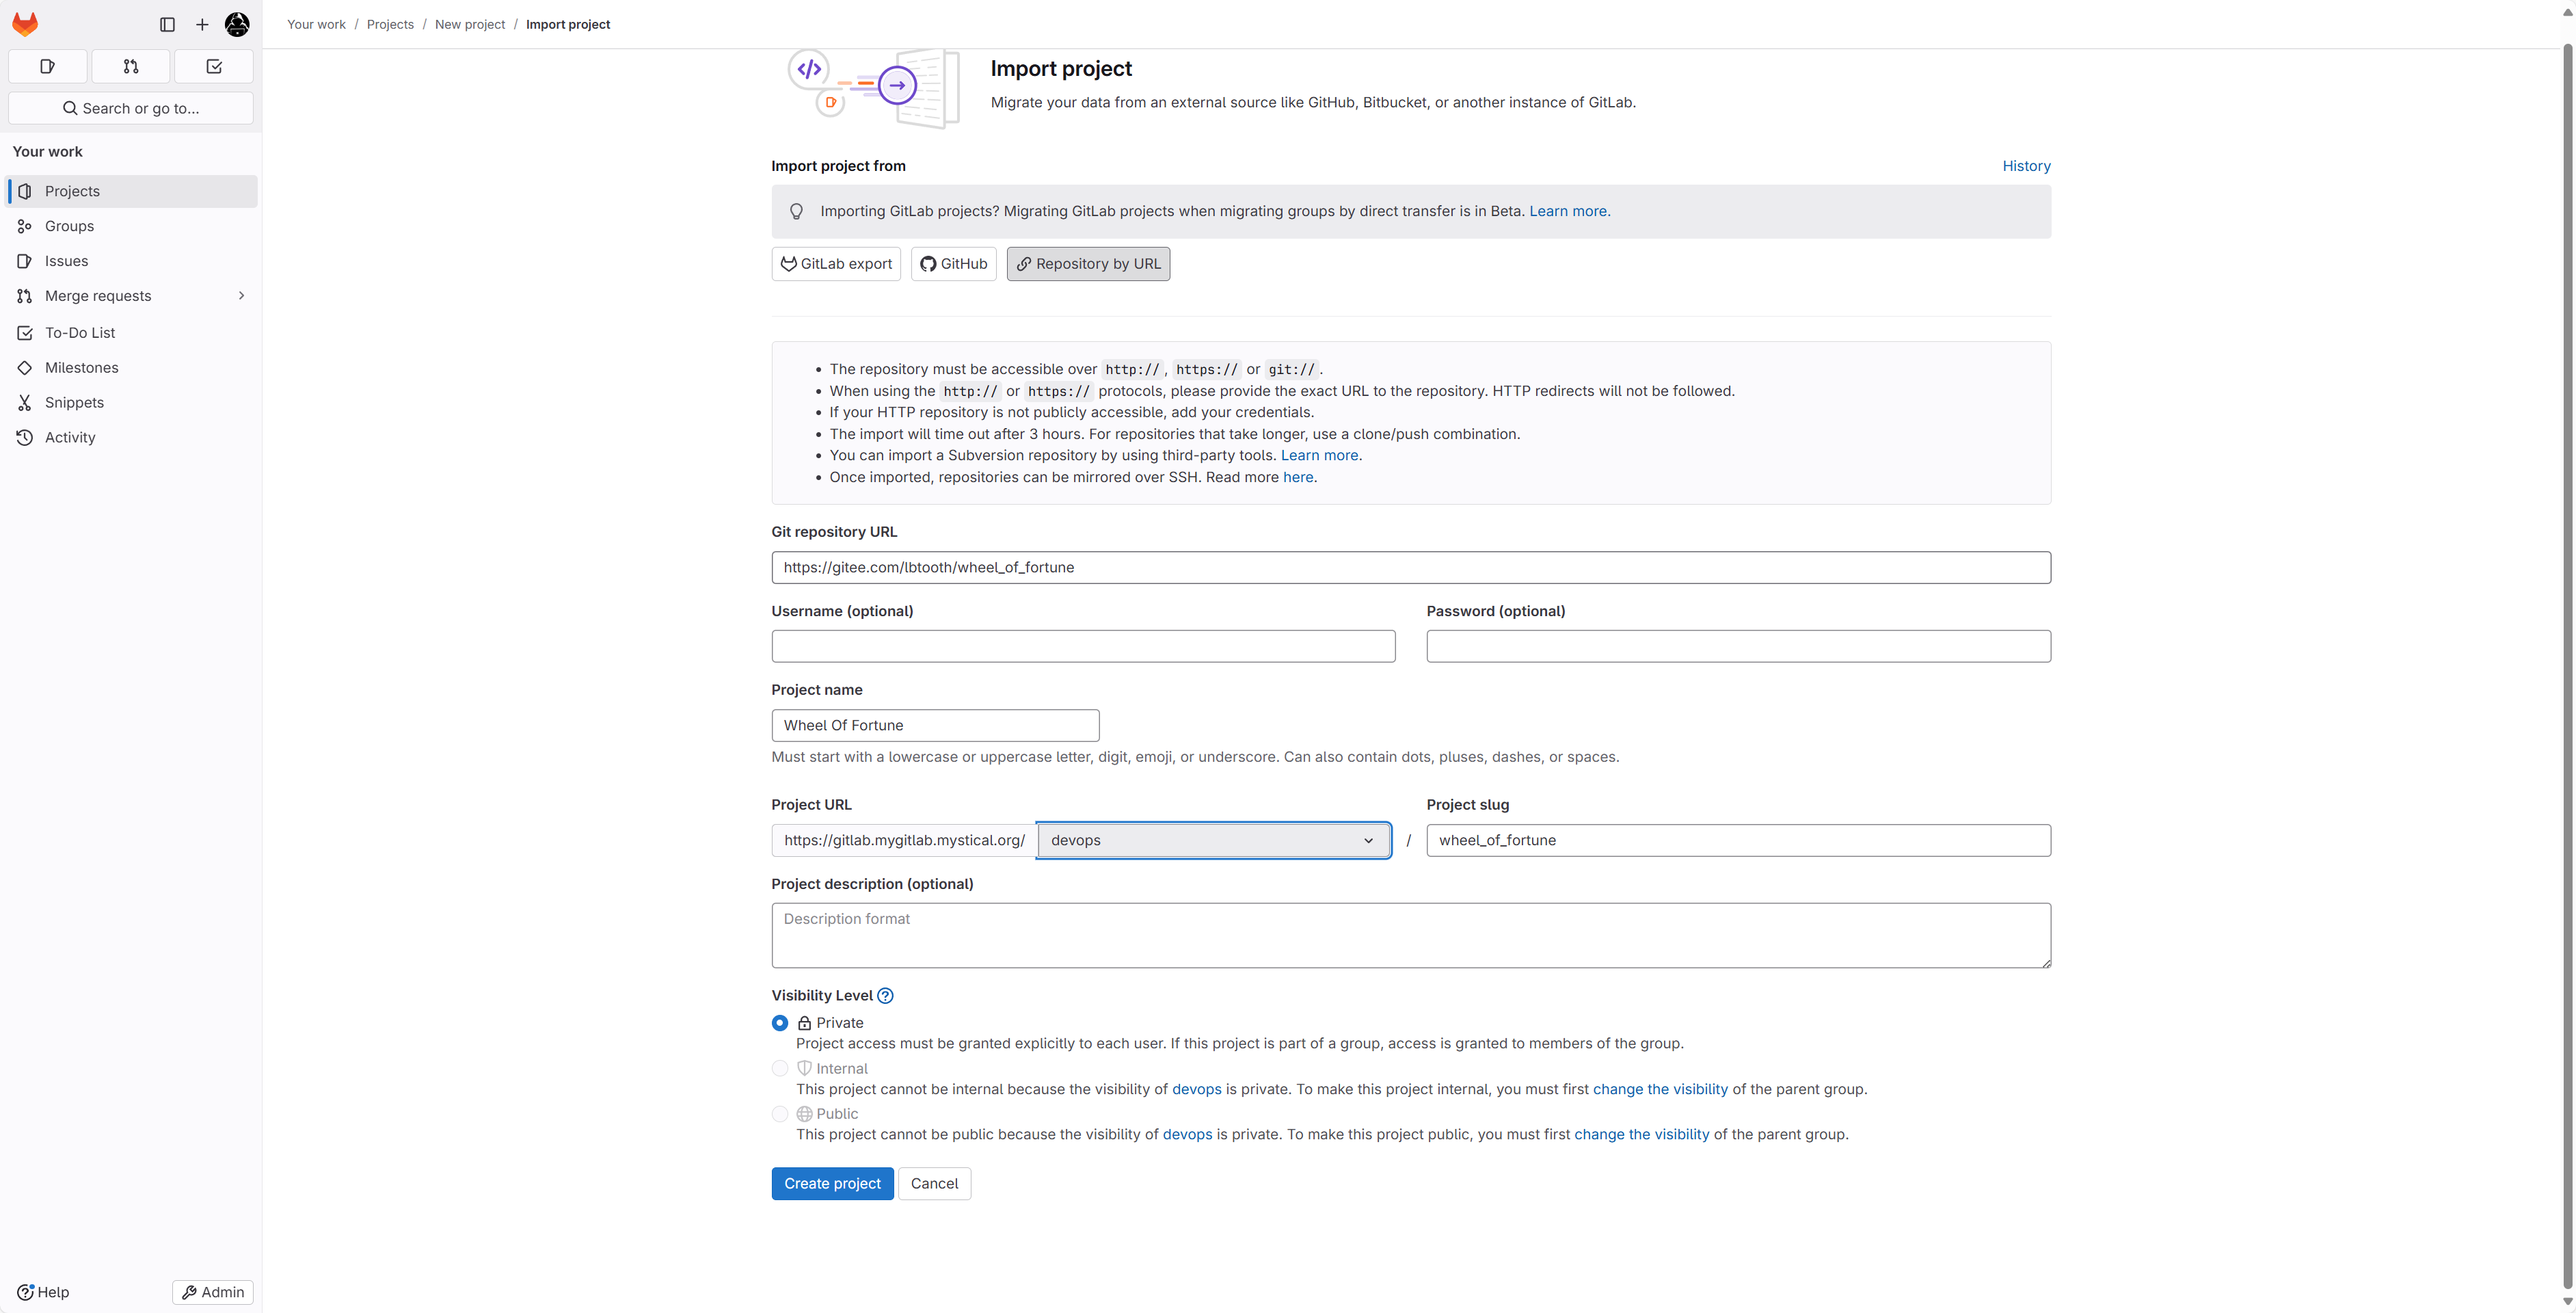 Your work / Projects / New project / Import project
Search or go to...
Your work
Projects
Groups
Issues
Merge requests
To-Do List
Milestones
Snippets
Activity
Help
Admin
Import project
Migrate your data from an external source like GitHub, Bitbucket, or another instance of GitLab.
Import project from
History
Importing GitLab projects? Migrating GitLab projects when migrating groups by direct transfer is in Beta. Learn more.
GitLab export
GitHub
Repository by URL
• The repository must be accessible over http://, https:// or git://.
• When using the http:// or https:// protocols, please provide the exact URL to the repository. HTTP redirects will not be followed.
• If your HTTP repository is not publicly accessible, add your credentials.
• The import will time out after 3 hours. For repositories that take longer, use a clone/push combination.
• You can import a Subversion repository by using third-party tools. Learn more.
• Once imported, repositories can be mirrored over SSH. Read more here.
Git repository URL
https://gitee.com/lbtooth/wheel_of_fortune
Username (optional)
Password (optional)
Project name
Wheel Of Fortune
Must start with a lowercase or uppercase letter, digit, emoji, or underscore. Can also contain dots, pluses, dashes, or spaces.
Project URL
Project slug
https://gitlab.mygitlab.mystical.org/ devops / wheel_of_fortune
Project description (optional)
Description format
Visibility Level
Private
Project access must be granted explicitly to each user. If this project is part of a group, access is granted to members of the group.
Internal
This project cannot be internal because the visibility of devops is private. To make this project internal, you must first change the visibility of the parent group.
Public
This project cannot be public because the visibility of devops is private. To make this project public, you must first change the visibility of the parent group.
Create project
Cancel